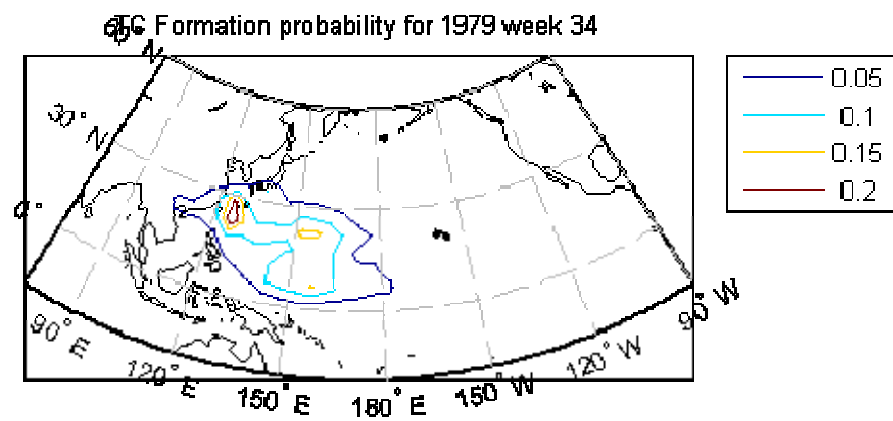 TC Formation probability for 1979 week 34
60° N
30° N
0°
90° E
120° E
150° E
180° E
150° W
120° W
90° W
0.05
0.1
0.15
0.2